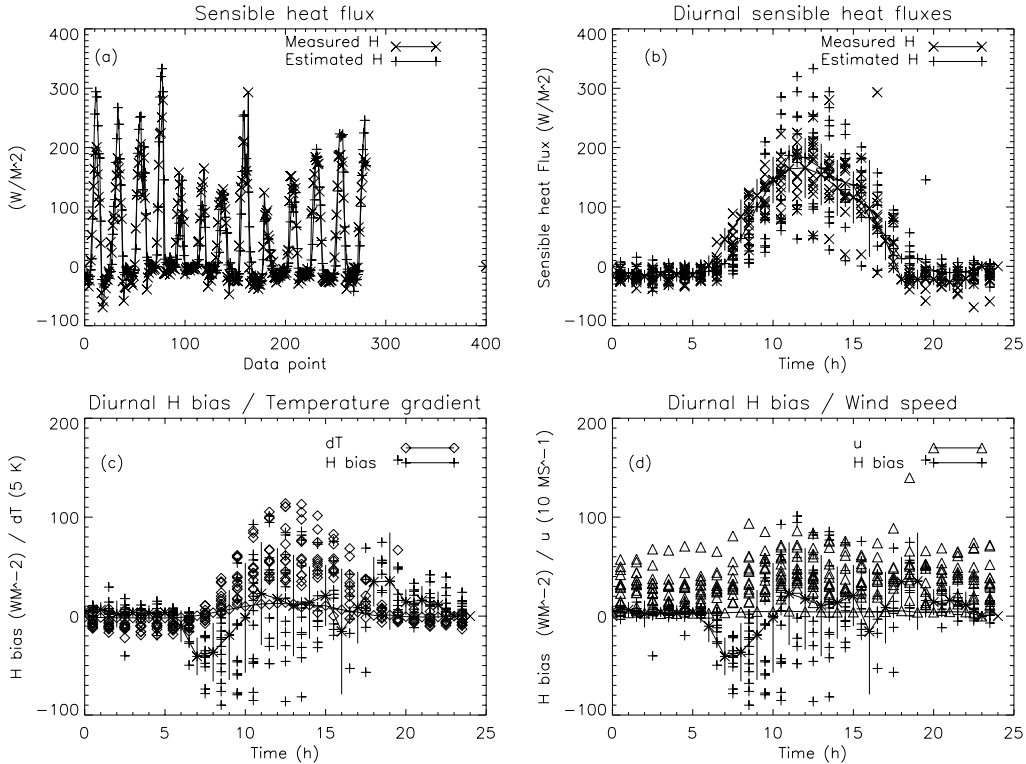 Sensible heat flux
400
300
200
100
0
-100
(W/M^2)
(a)
Measured H
Estimated H
0 100 200 300 400
Data point
Diurnal sensible heat fluxes
400
300
200
100
0
-100
Sensible heat Flux (W/M^2)
(b)
Measured H
Estimated H
0 5 10 15 20 25
Time (h)
Diurnal H bias / Temperature gradient
200
100
0
-100
H bias (WM^-2) / dT (5 K)
(c)
dT
H bias
0 5 10 15 20 25
Time (h)
Diurnal H bias / Wind speed
200
100
0
-100
H bias (WM^-2) / u (10 MS^-1)
(d)
u
H bias
0 5 10 15 20 25
Time (h)